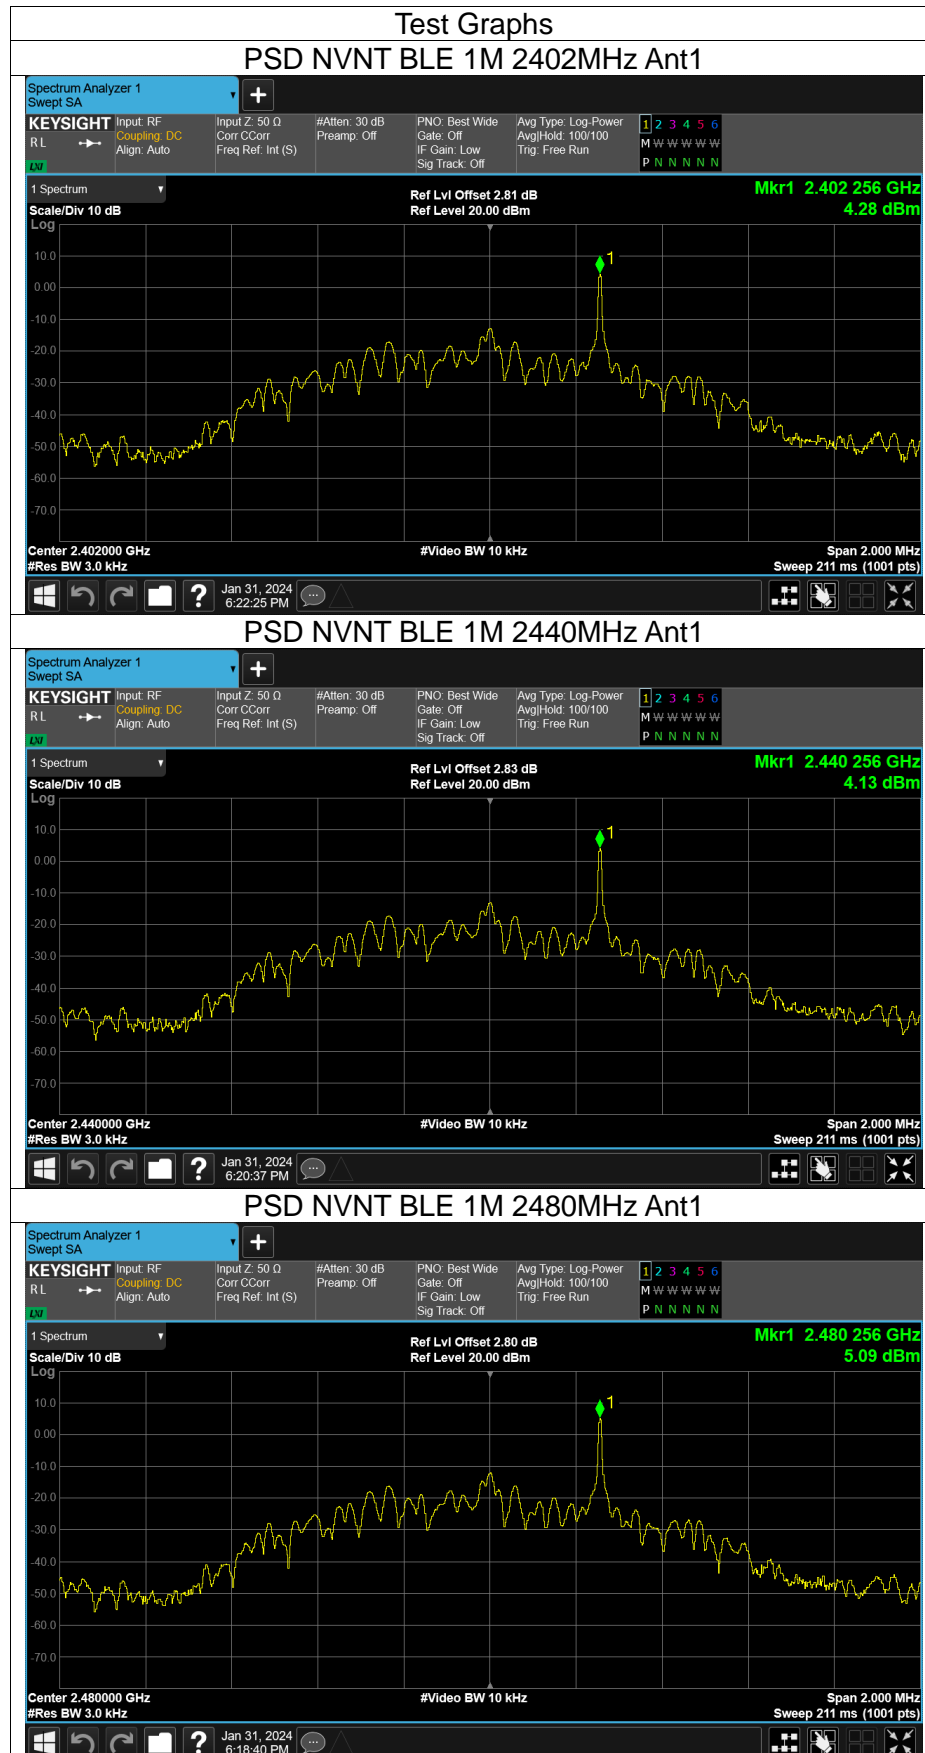 Test Graphs
PSD NVNT BLE 1M 2402MHz Ant1
Spectrum Analyzer 1
Swept SA
+
KEYSIGHT Input: RF Input Z: 50 Ω #Atten: 30 dB PNO: Best Wide Avg Type: Log-Power 1 2 3 4 5 6
RL Coupling: DC Corr CCorr Preamp: Off Gate: Off Avg|Hold: 100/100 M W W W W W
Align: Auto Freq Ref: Int (S) IF Gain: Low Trig: Free Run
LXI Sig Track: Off P N N N N N
1 Spectrum Ref Lvl Offset 2.81 dB Mkr1 2.402 256 GHz
Scale/Div 10 dB Ref Level 20.00 dBm 4.28 dBm
Log
1
10.0
0.00
-10.0
-20.0
-30.0
-40.0
-50.0
-60.0
-70.0
Center 2.402000 GHz #Video BW 10 kHz Span 2.000 MHz
#Res BW 3.0 kHz Sweep 211 ms (1001 pts)
? Jan 31, 2024
6:22:25 PM
PSD NVNT BLE 1M 2440MHz Ant1
Spectrum Analyzer 1
Swept SA
+
KEYSIGHT Input: RF Input Z: 50 Ω #Atten: 30 dB PNO: Best Wide Avg Type: Log-Power 1 2 3 4 5 6
RL Coupling: DC Corr CCorr Preamp: Off Gate: Off Avg|Hold: 100/100 M W W W W W
Align: Auto Freq Ref: Int (S) IF Gain: Low Trig: Free Run
LXI Sig Track: Off P N N N N N
1 Spectrum Ref Lvl Offset 2.83 dB Mkr1 2.440 256 GHz
Scale/Div 10 dB Ref Level 20.00 dBm 4.13 dBm
Log
1
10.0
0.00
-10.0
-20.0
-30.0
-40.0
-50.0
-60.0
-70.0
Center 2.440000 GHz #Video BW 10 kHz Span 2.000 MHz
#Res BW 3.0 kHz Sweep 211 ms (1001 pts)
? Jan 31, 2024
6:20:37 PM
PSD NVNT BLE 1M 2480MHz Ant1
Spectrum Analyzer 1
Swept SA
+
KEYSIGHT Input: RF Input Z: 50 Ω #Atten: 30 dB PNO: Best Wide Avg Type: Log-Power 1 2 3 4 5 6
RL Coupling: DC Corr CCorr Preamp: Off Gate: Off Avg|Hold: 100/100 M W W W W W
Align: Auto Freq Ref: Int (S) IF Gain: Low Trig: Free Run
LXI Sig Track: Off P N N N N N
1 Spectrum Ref Lvl Offset 2.80 dB Mkr1 2.480 256 GHz
Scale/Div 10 dB Ref Level 20.00 dBm 5.09 dBm
Log
1
10.0
0.00
-10.0
-20.0
-30.0
-40.0
-50.0
-60.0
-70.0
Center 2.480000 GHz #Video BW 10 kHz Span 2.000 MHz
#Res BW 3.0 kHz Sweep 211 ms (1001 pts)
? Jan 31, 2024
6:18:40 PM